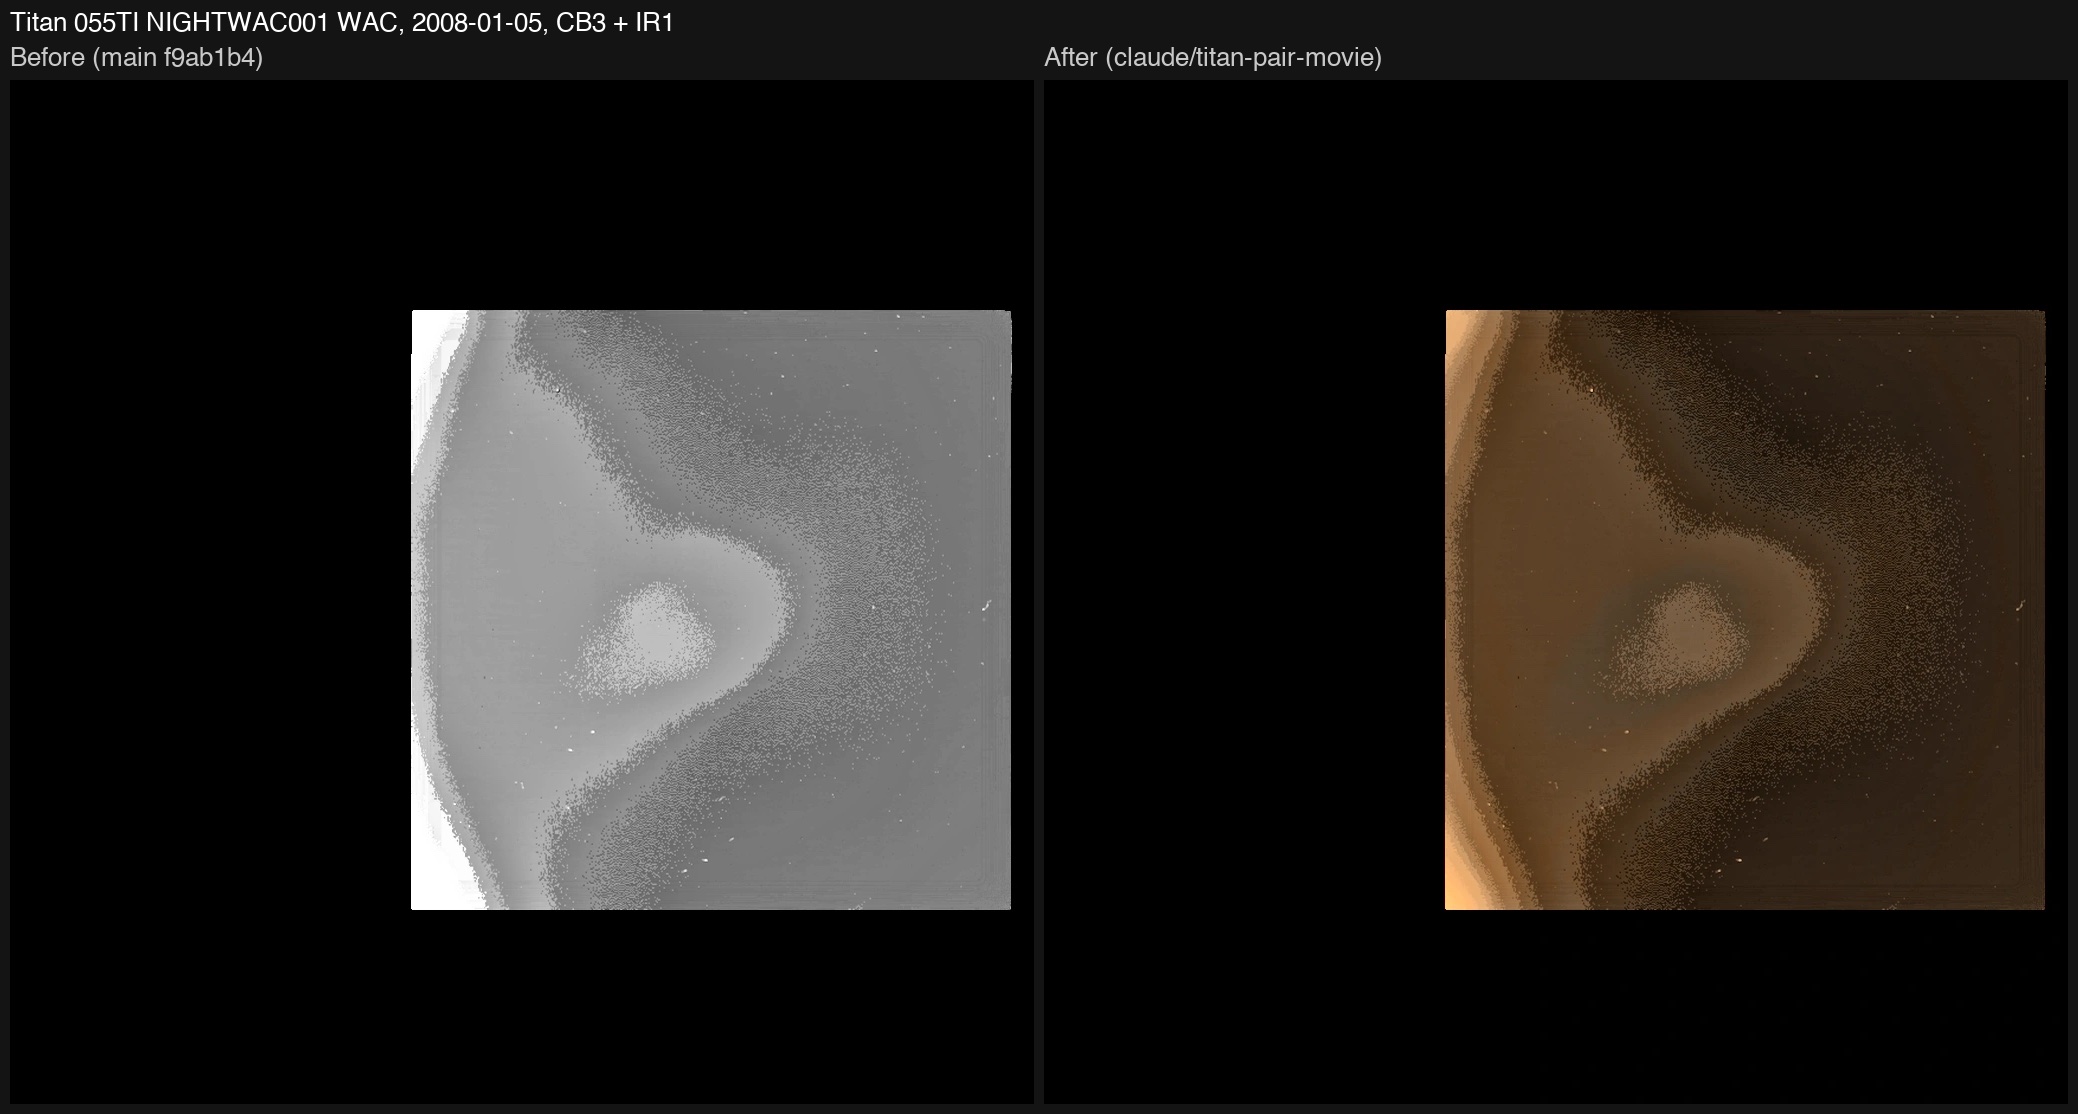 Titan 055TI NIGHTWAC001 WAC, 2008-01-05, CB3 + IR1
Before (main f9ab1b4)
After (claude/titan-pair-movie)